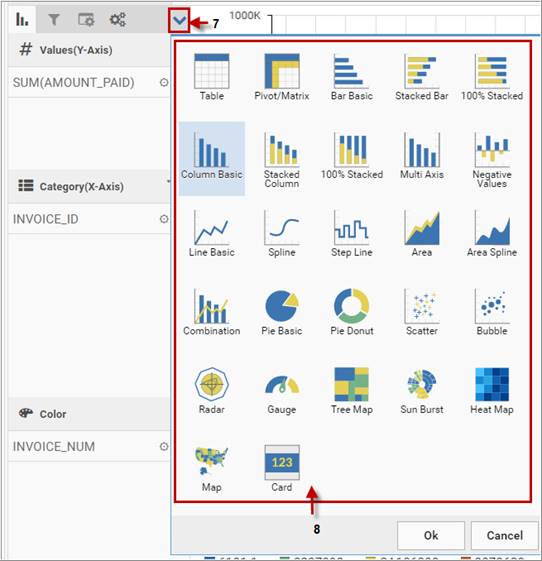 7
1000K
Values(Y-Axis)
SUM(AMOUNT_PAID)
Category(X-Axis)
INVOICE_ID
Color
INVOICE_NUM
Table Pivot/Matrix Bar Basic Stacked Bar 100% Stacked
Column Basic Stacked Column 100% Stacked Multi Axis Negative Values
Line Basic Spline Step Line Area Area Spline
Combination Pie Basic Pie Donut Scatter Bubble
Radar Gauge Tree Map Sun Burst Heat Map
123
Map Card
8
Ok Cancel